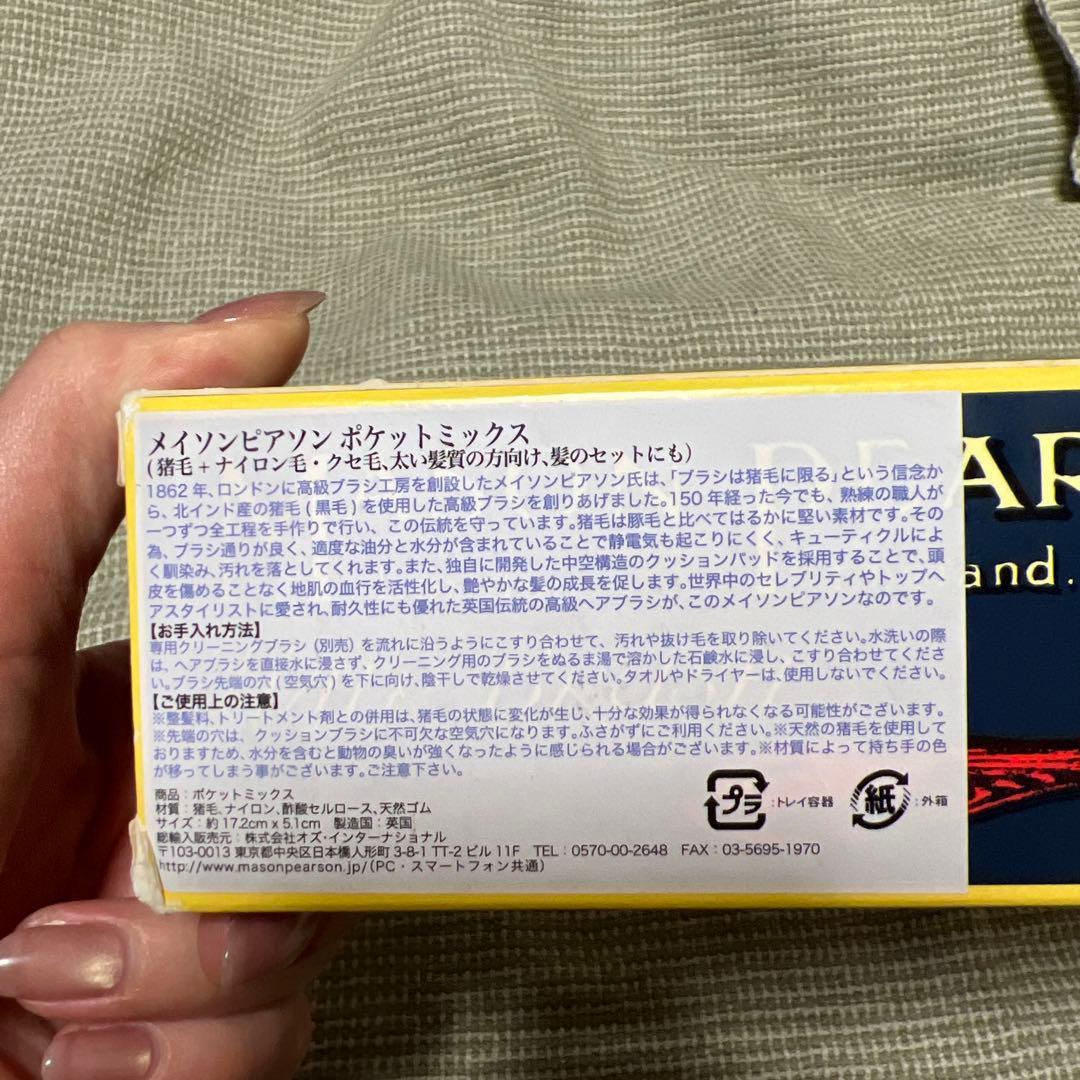 メイソンピアソン ポケットミックス
(猪毛 + ナイロン毛・クセ毛、太い髪質の方向け、髪のセットにも)
1862年、ロンドンに高級ブラシ工房を創設したメイソンピアソン氏は、「ブラシは猪毛に限る」という信念か
ら、北インド産の猪毛(黒毛)を使用した高級ブラシを創りあげました。150年経った今でも、熟練の職人が
一つずつ全工程を手作りで行い、この伝統を守っています。猪毛は豚毛と比べてはるかに堅い素材です。その
為、ブラシ通りが良く、適度な油分と水分が含まれていることで静電気も起こりにくく、キューティクルによ
く馴染み、汚れを落としてくれます。また、独自に開発した中空構造のクッションパッドを採用することで、頭
皮を傷めることなく地肌の血行を活性化し、艶やかな髪の成長を促します。世界中のセレブリティやトップヘ
アスタイリストに愛され、耐久性にも優れた英国伝統の高級ヘアブラシが、このメイソンピアソンなのです。
【お手入れ方法】
専用クリーニングブラシ(別売)を流れに沿うようにこすり合わせて、汚れや抜け毛を取り除いてください。水洗いの際
は、ヘアブラシを直接水に浸さず、クリーニング用のブラシをぬるま湯で溶かした石鹸水に浸し、こすり合わせてくださ
い。ブラシ先端の穴(空気穴)を下に向け、陰干しで乾燥させてください。タオルやドライヤーは、使用しないでください。
【ご使用上の注意】
※整髪料、トリートメント剤との併用は、猪毛の状態に変化が生じ、十分な効果が得られなくなる可能性がございます。
※先端の穴は、クッションブラシに不可欠な空気穴になります。ふさがずにご利用ください。※天然の猪毛を使用して
おりますため、水分を含むと動物の臭いが強くなったように感じられる場合がございます。※材質によって持ち手の色
が移ってしまう事がございます。ご注意下さい。
商品:ポケットミックス
材質:猪毛、ナイロン、酢酸セルロース、天然ゴム
サイズ:約17.2cm x 5.1cm 製造国:英国
総輸入販売元:株式会社オズ・インターナショナル
〒103-0013 東京都中央区日本橋人形町3-8-1 TT-2ビル 11F TEL:0570-00-2648 FAX:03-5695-1970
http://www.masonpearson.jp/(PC・スマートフォン共通)
プラ :トレイ容器 紙 :外箱
AR
and.